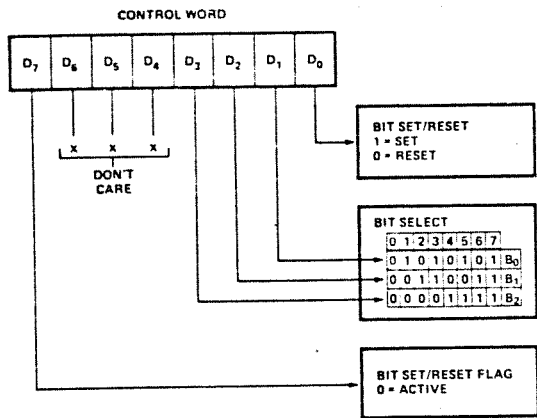 CONTROL WORD
D7 D6 D5 D4 D3 D2 D1 D0
X X X
DON'T
CARE
BIT SET/RESET
1 = SET
0 = RESET
BIT SELECT
0 1 2 3 4 5 6 7
0 1 0 1 0 1 0 1 B0
0 0 1 1 0 0 1 1 B1
0 0 0 0 1 1 1 1 B2
BIT SET/RESET FLAG
0 = ACTIVE